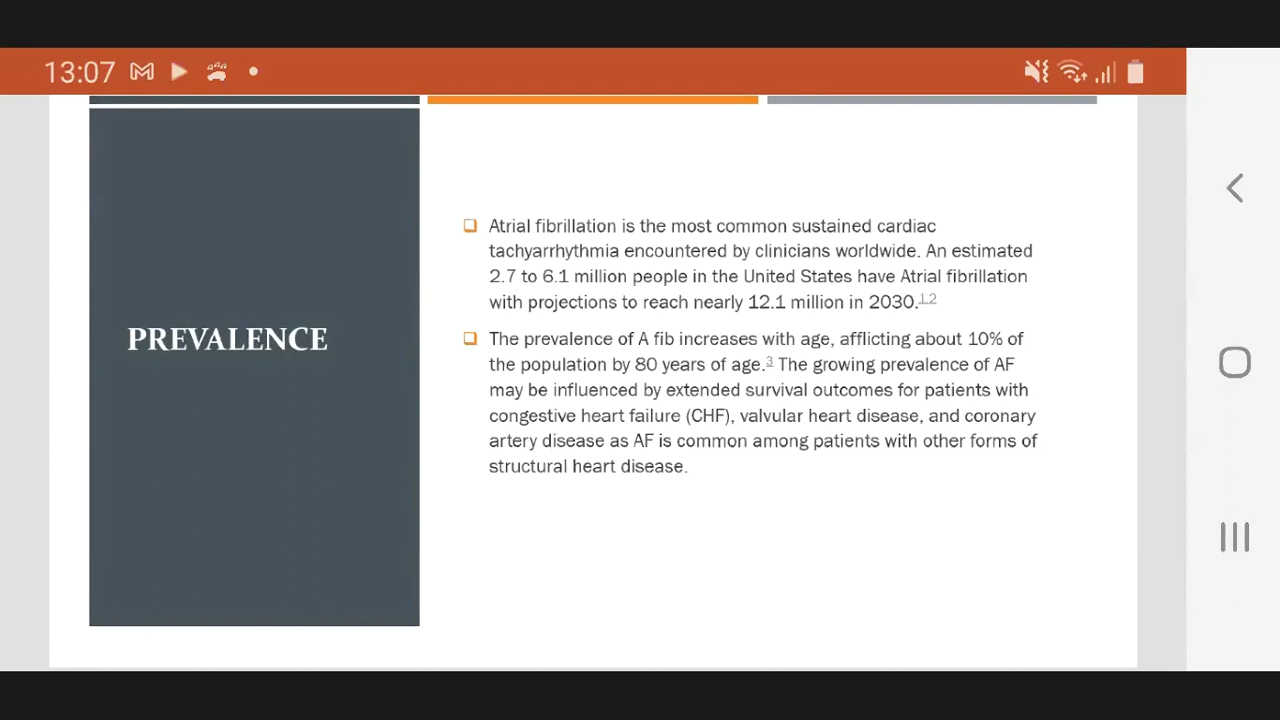 13:07
PREVALENCE
Atrial fibrillation is the most common sustained cardiac
tachyarrhythmia encountered by clinicians worldwide. An estimated
2.7 to 6.1 million people in the United States have Atrial fibrillation
with projections to reach nearly 12.1 million in 2030.1,2
The prevalence of A fib increases with age, afflicting about 10% of
the population by 80 years of age.3 The growing prevalence of AF
may be influenced by extended survival outcomes for patients with
congestive heart failure (CHF), valvular heart disease, and coronary
artery disease as AF is common among patients with other forms of
structural heart disease.